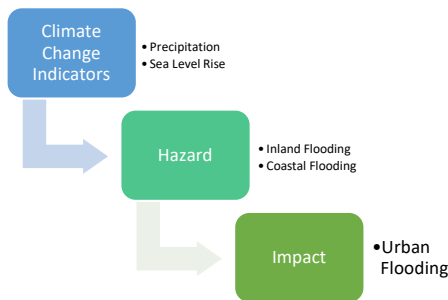 Climate
Change
Indicators
• Precipitation
• Sea Level Rise
Hazard
• Inland Flooding
• Coastal Flooding
Impact
•Urban
Flooding